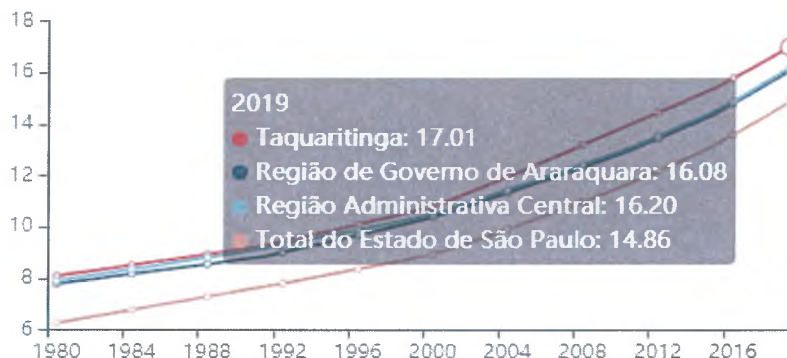 18
16
14
12
10
8
6
2019
Taquaritinga: 17.01
Região de Governo de Araraquara: 16.08
Região Administrativa Central: 16.20
Total do Estado de São Paulo: 14.86
1980 1984 1988 1992 1996 2000 2004 2008 2012 2016